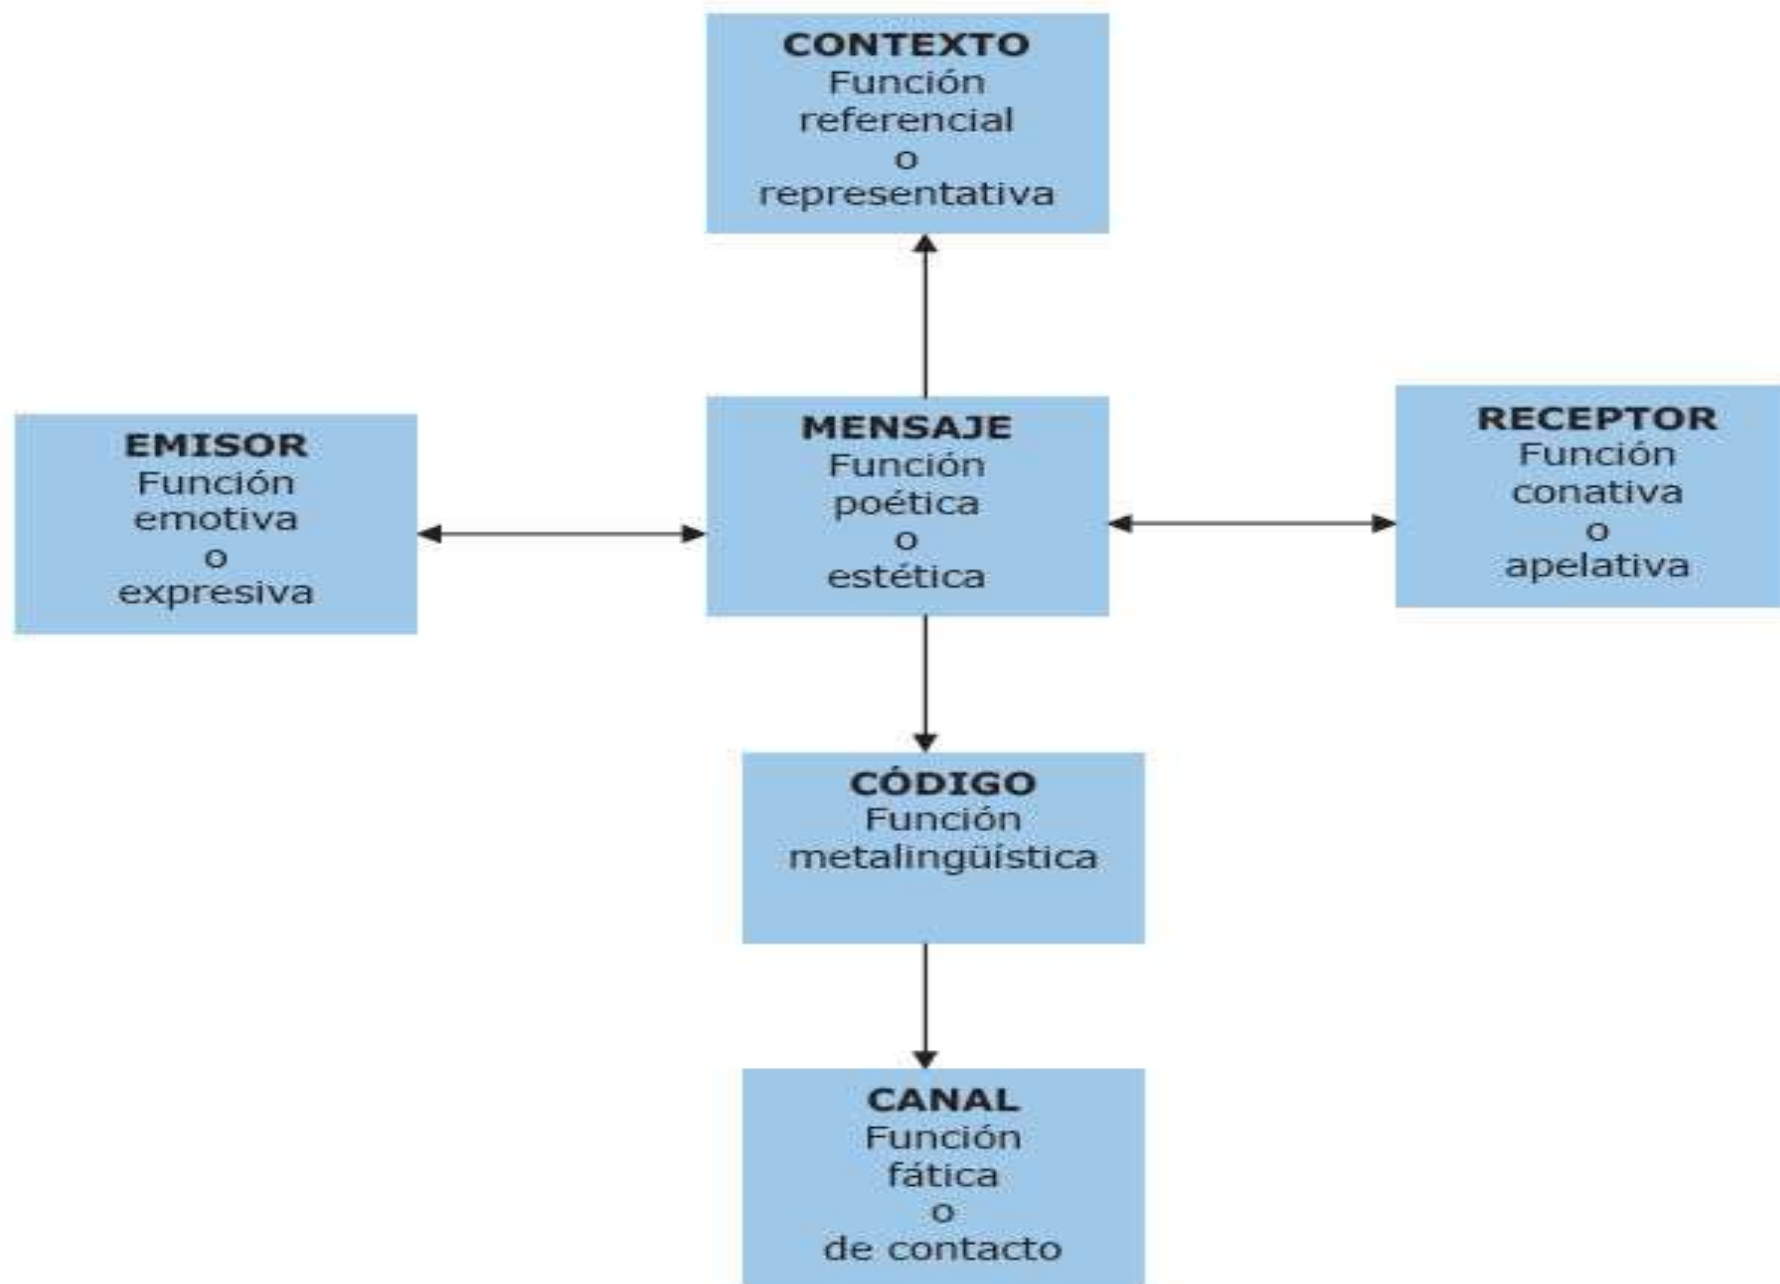 CONTEXTO
Función
referencial
o
representativa
EMISOR
Función
emotiva
o
expresiva
MENSAJE
Función
poética
o
estética
RECEPTOR
Función
conativa
o
apelativa
CÓDIGO
Función
metalingüística
CANAL
Función
fática
o
de contacto